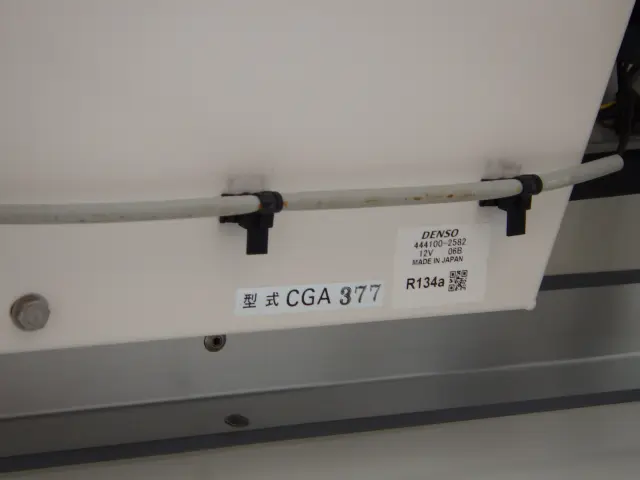 DENSO
444100-2582
12V 06B
MADE IN JAPAN
R134a
型式 CGA 377